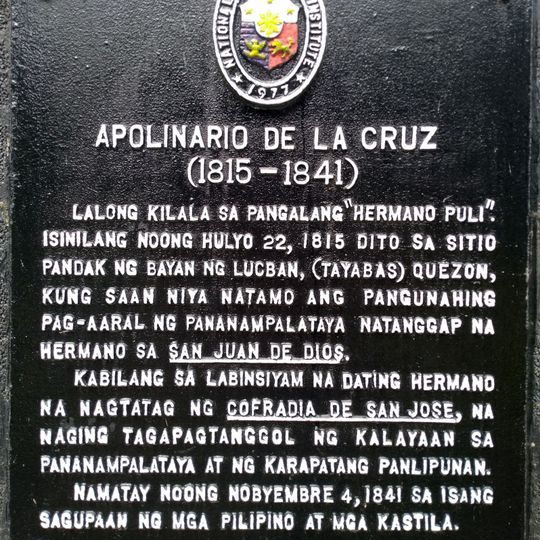 NATION
INSTITUTE
★ 1977 ★
APOLINARIO DE LA CRUZ
(1815 – 1841)
LALONG KILALA SA PANGALANG "HERMANO PULI".
ISINILANG NOONG HULYO 22, 1815 DITO SA SITIO
PANDAK NG BAYAN NG LUCBAN, (TAYABAS) QUEZON,
KUNG SAAN NIYA NATAMO ANG PANGUNAHING
PAG-AARAL NG PANANAMPALATAYA NATANGGAP NA
HERMANO SA SAN JUAN DE DIOS.
KABILANG SA LABINSIYAM NA DATING HERMANO
NA NAGTATAG NG COFRADIA DE SAN JOSE, NA
NAGING TAGAPAGTANGGOL NG KALAYAAN SA
PANANAMPALATAYA AT NG KARAPATANG PANLIPUNAN.
NAMATAY NOONG NOBYEMBRE 4, 1841 SA ISANG
SAGUPAAN NG MGA PILIPINO AT MGA KASTILA.